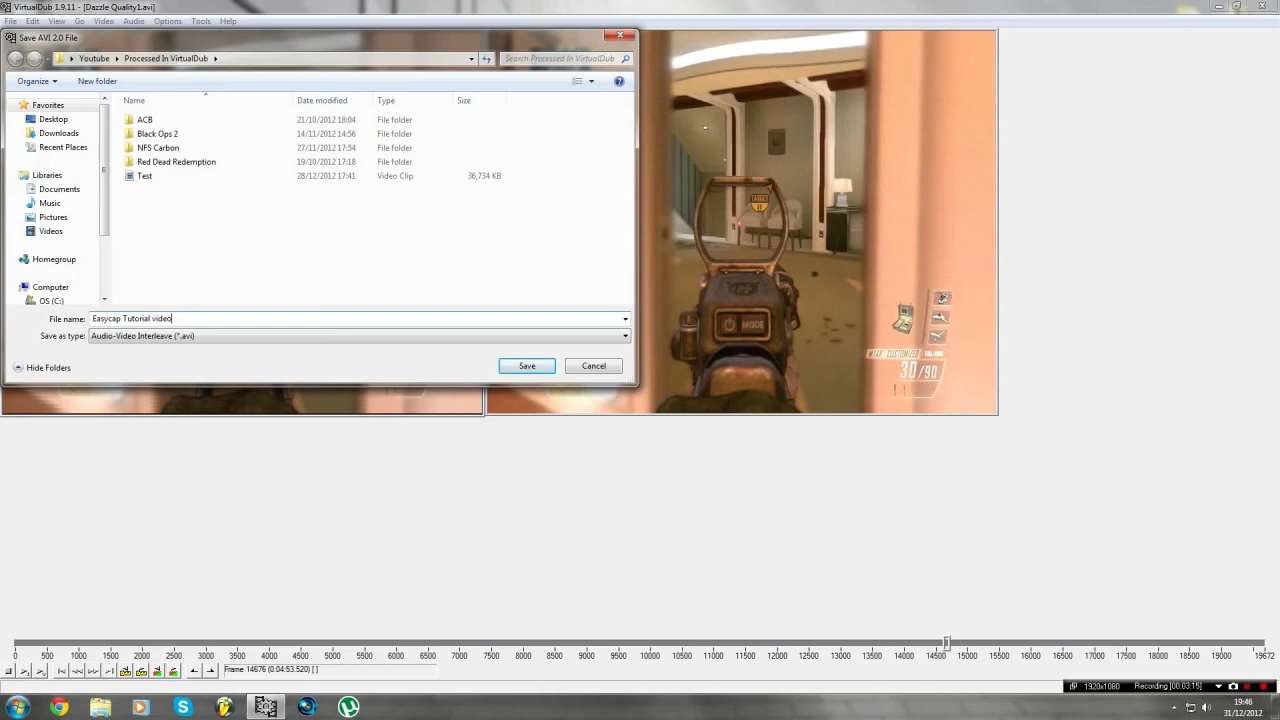 VirtualDub 1.9.11 - [Dazzle Quality1.avi]
File Edit View Go Video Audio Options Tools Help
Save AVI 2.0 File
Youtube Processed In VirtualDub
Search Processed In VirtualDub
Organize New folder
Name Date modified Type Size
ACB 21/10/2012 18:04 File folder
Black Ops 2 14/11/2012 14:56 File folder
NFS Carbon 27/11/2012 17:54 File folder
Red Dead Redemption 19/10/2012 17:18 File folder
Test 28/12/2012 17:41 Video Clip 36,734 KB
Favorites
Desktop
Downloads
Recent Places
Libraries
Documents
Music
Pictures
Videos
Homegroup
Computer
OS (C:)
File name: Easycap Tutorial video
Save as type: Audio-Video Interleave (*.avi)
Hide Folders Save Cancel
TARGET
MODE
30/90
0 500 1000 1500 2000 2500 3000 3500 4000 4500 5000 5500 6000 6500 7000 7500 8000 8500 9000 9500 10000 10500 11000 11500 12000 12500 13000 13500 14000 14500 15000 15500 16000 16500 17000 17500 18000 18500 19000 19672
Frame 14676 (0:04:53.520) [ ]
1920x1080 Recording [00:03:15]
19:46
31/12/2012